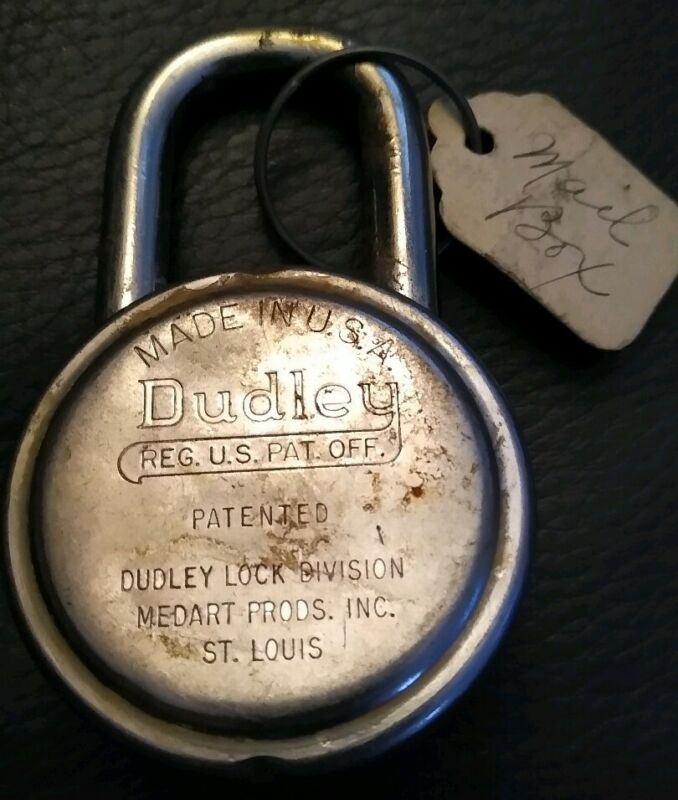 MADE IN U.S.A.
Dudley
REG. U.S. PAT. OFF.
PATENTED
DUDLEY LOCK DIVISION
MEDART PRODS. INC.
ST. LOUIS
Mail
Box